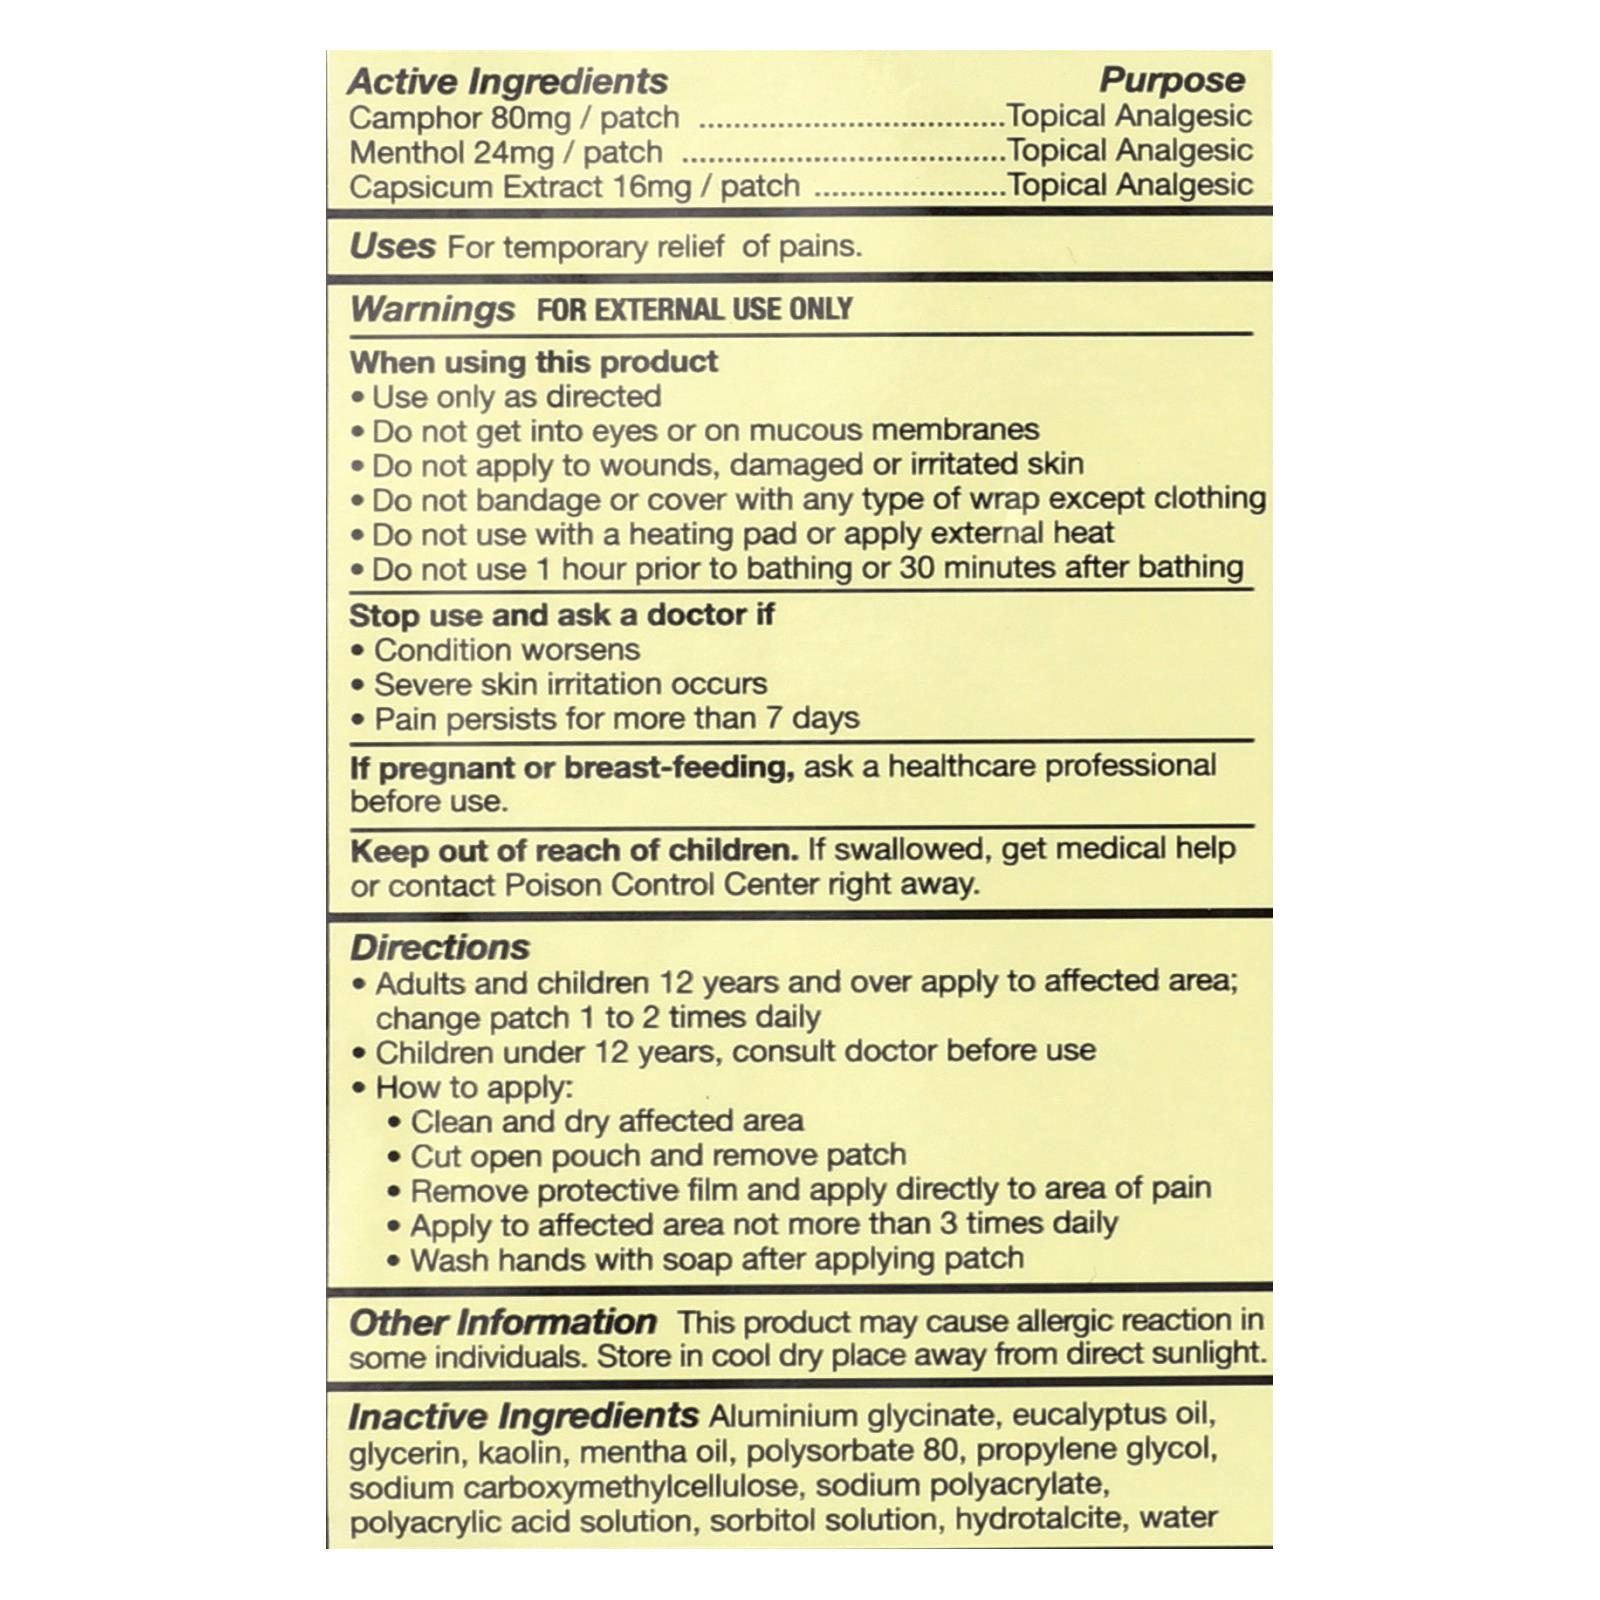 Active Ingredients Purpose
Camphor 80mg / patch ...................................Topical Analgesic
Menthol 24mg / patch .....................................Topical Analgesic
Capsicum Extract 16mg / patch ......................Topical Analgesic
Uses For temporary relief of pains.
Warnings FOR EXTERNAL USE ONLY
When using this product
• Use only as directed
• Do not get into eyes or on mucous membranes
• Do not apply to wounds, damaged or irritated skin
• Do not bandage or cover with any type of wrap except clothing
• Do not use with a heating pad or apply external heat
• Do not use 1 hour prior to bathing or 30 minutes after bathing
Stop use and ask a doctor if
• Condition worsens
• Severe skin irritation occurs
• Pain persists for more than 7 days
If pregnant or breast-feeding, ask a healthcare professional
before use.
Keep out of reach of children. If swallowed, get medical help
or contact Poison Control Center right away.
Directions
• Adults and children 12 years and over apply to affected area;
change patch 1 to 2 times daily
• Children under 12 years, consult doctor before use
• How to apply:
• Clean and dry affected area
• Cut open pouch and remove patch
• Remove protective film and apply directly to area of pain
• Apply to affected area not more than 3 times daily
• Wash hands with soap after applying patch
Other Information This product may cause allergic reaction in
some individuals. Store in cool dry place away from direct sunlight.
Inactive Ingredients Aluminium glycinate, eucalyptus oil,
glycerin, kaolin, mentha oil, polysorbate 80, propylene glycol,
sodium carboxymethylcellulose, sodium polyacrylate,
polyacrylic acid solution, sorbitol solution, hydrotalcite, water